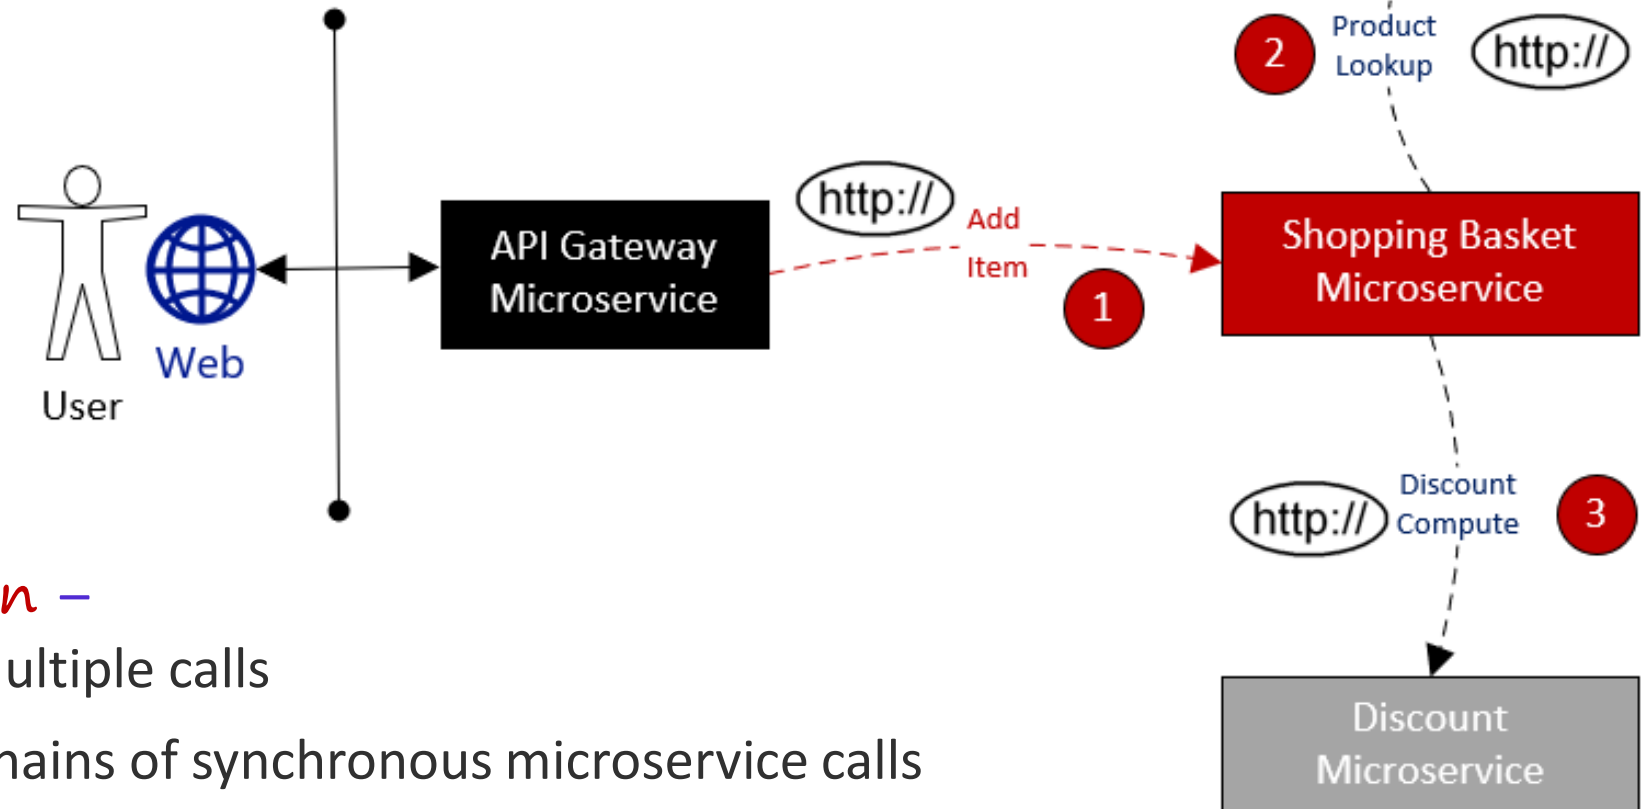 2
Product
Lookup
http://
http://
Add
Item
1
API Gateway
Microservice
Shopping Basket
Microservice
Web
User
http://
Discount
Compute
3
n –
ultiple calls
hains of synchronous microservice calls
Discount
Microservice